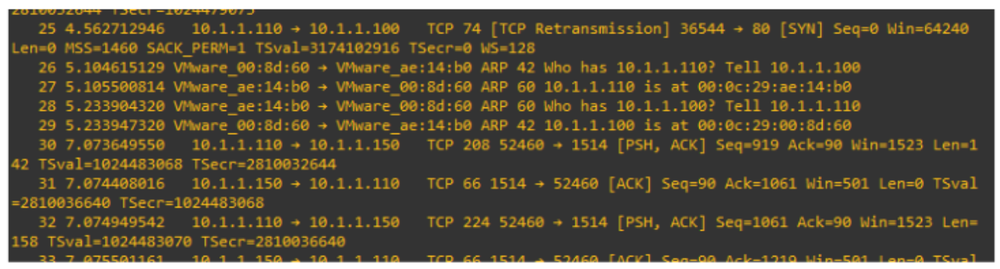 2810032644 TSecr=1024479075
25 4.562712946 10.1.1.110 → 10.1.1.100 TCP 74 [TCP Retransmission] 36544 → 80 [SYN] Seq=0 Win=64240
Len=0 MSS=1460 SACK_PERM=1 TSval=3174102916 TSecr=0 WS=128
26 5.104615129 VMware_00:8d:60 → VMware_ae:14:b0 ARP 42 Who has 10.1.1.110? Tell 10.1.1.100
27 5.105500814 VMware_ae:14:b0 → VMware_00:8d:60 ARP 60 10.1.1.110 is at 00:0c:29:ae:14:b0
28 5.233904320 VMware_ae:14:b0 → VMware_00:8d:60 ARP 60 Who has 10.1.1.100? Tell 10.1.1.110
29 5.233947320 VMware_00:8d:60 → VMware_ae:14:b0 ARP 42 10.1.1.100 is at 00:0c:29:00:8d:60
30 7.073649550 10.1.1.110 → 10.1.1.150 TCP 208 52460 → 1514 [PSH, ACK] Seq=919 Ack=90 Win=1523 Len=1
42 TSval=1024483068 TSecr=2810032644
31 7.074408016 10.1.1.150 → 10.1.1.110 TCP 66 1514 → 52460 [ACK] Seq=90 Ack=1061 Win=501 Len=0 TSval
=2810036640 TSecr=1024483068
32 7.074949542 10.1.1.110 → 10.1.1.150 TCP 224 52460 → 1514 [PSH, ACK] Seq=1061 Ack=90 Win=1523 Len=
158 TSval=1024483070 TSecr=2810036640
33 7.075501161 10.1.1.150 → 10.1.1.110 TCP 66 1514 → 52460 [ACK] Seq=90 Ack=1219 Win=501 Len=0 TSval